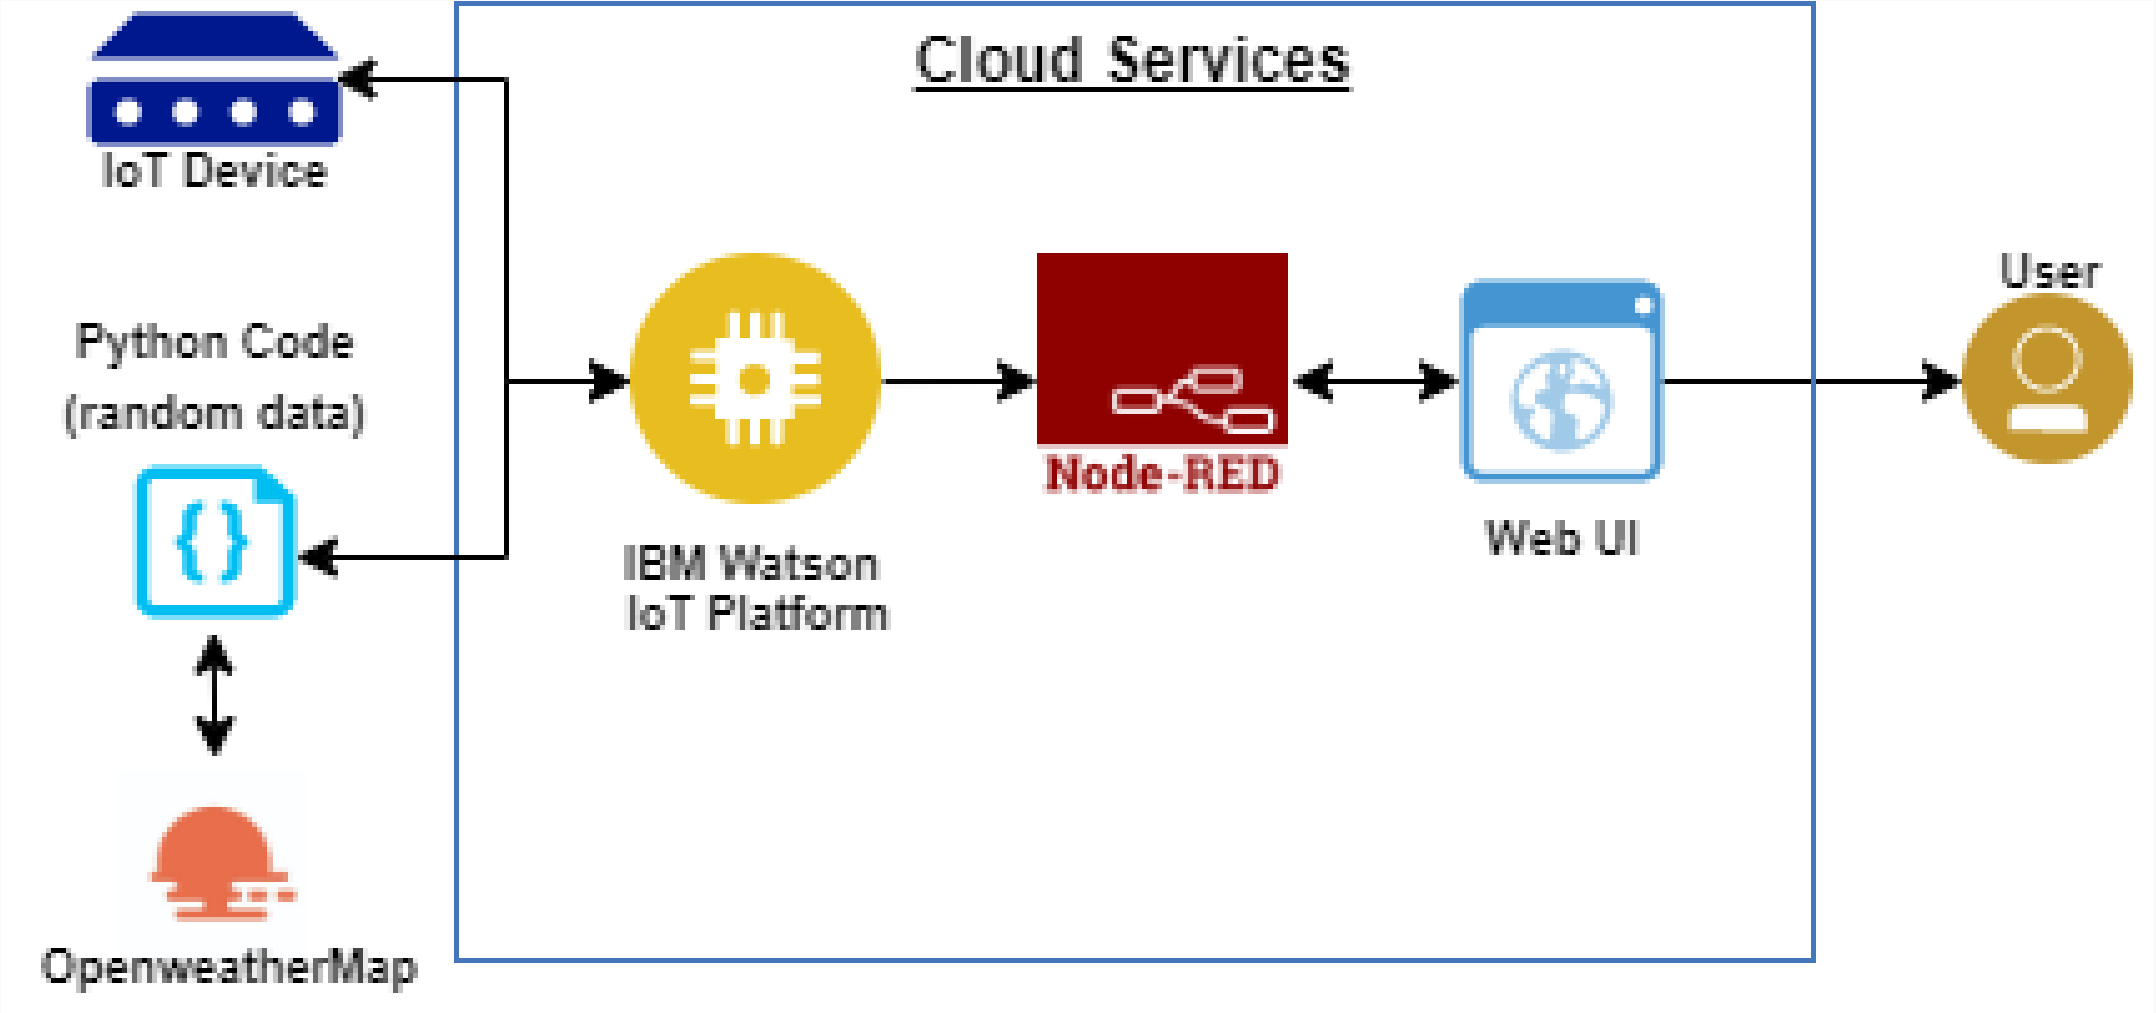 Cloud Services
IoT Device
Python Code
(random data)
{ }
OpenweatherMap
IBM Watson
IoT Platform
Node-RED
Web UI
User